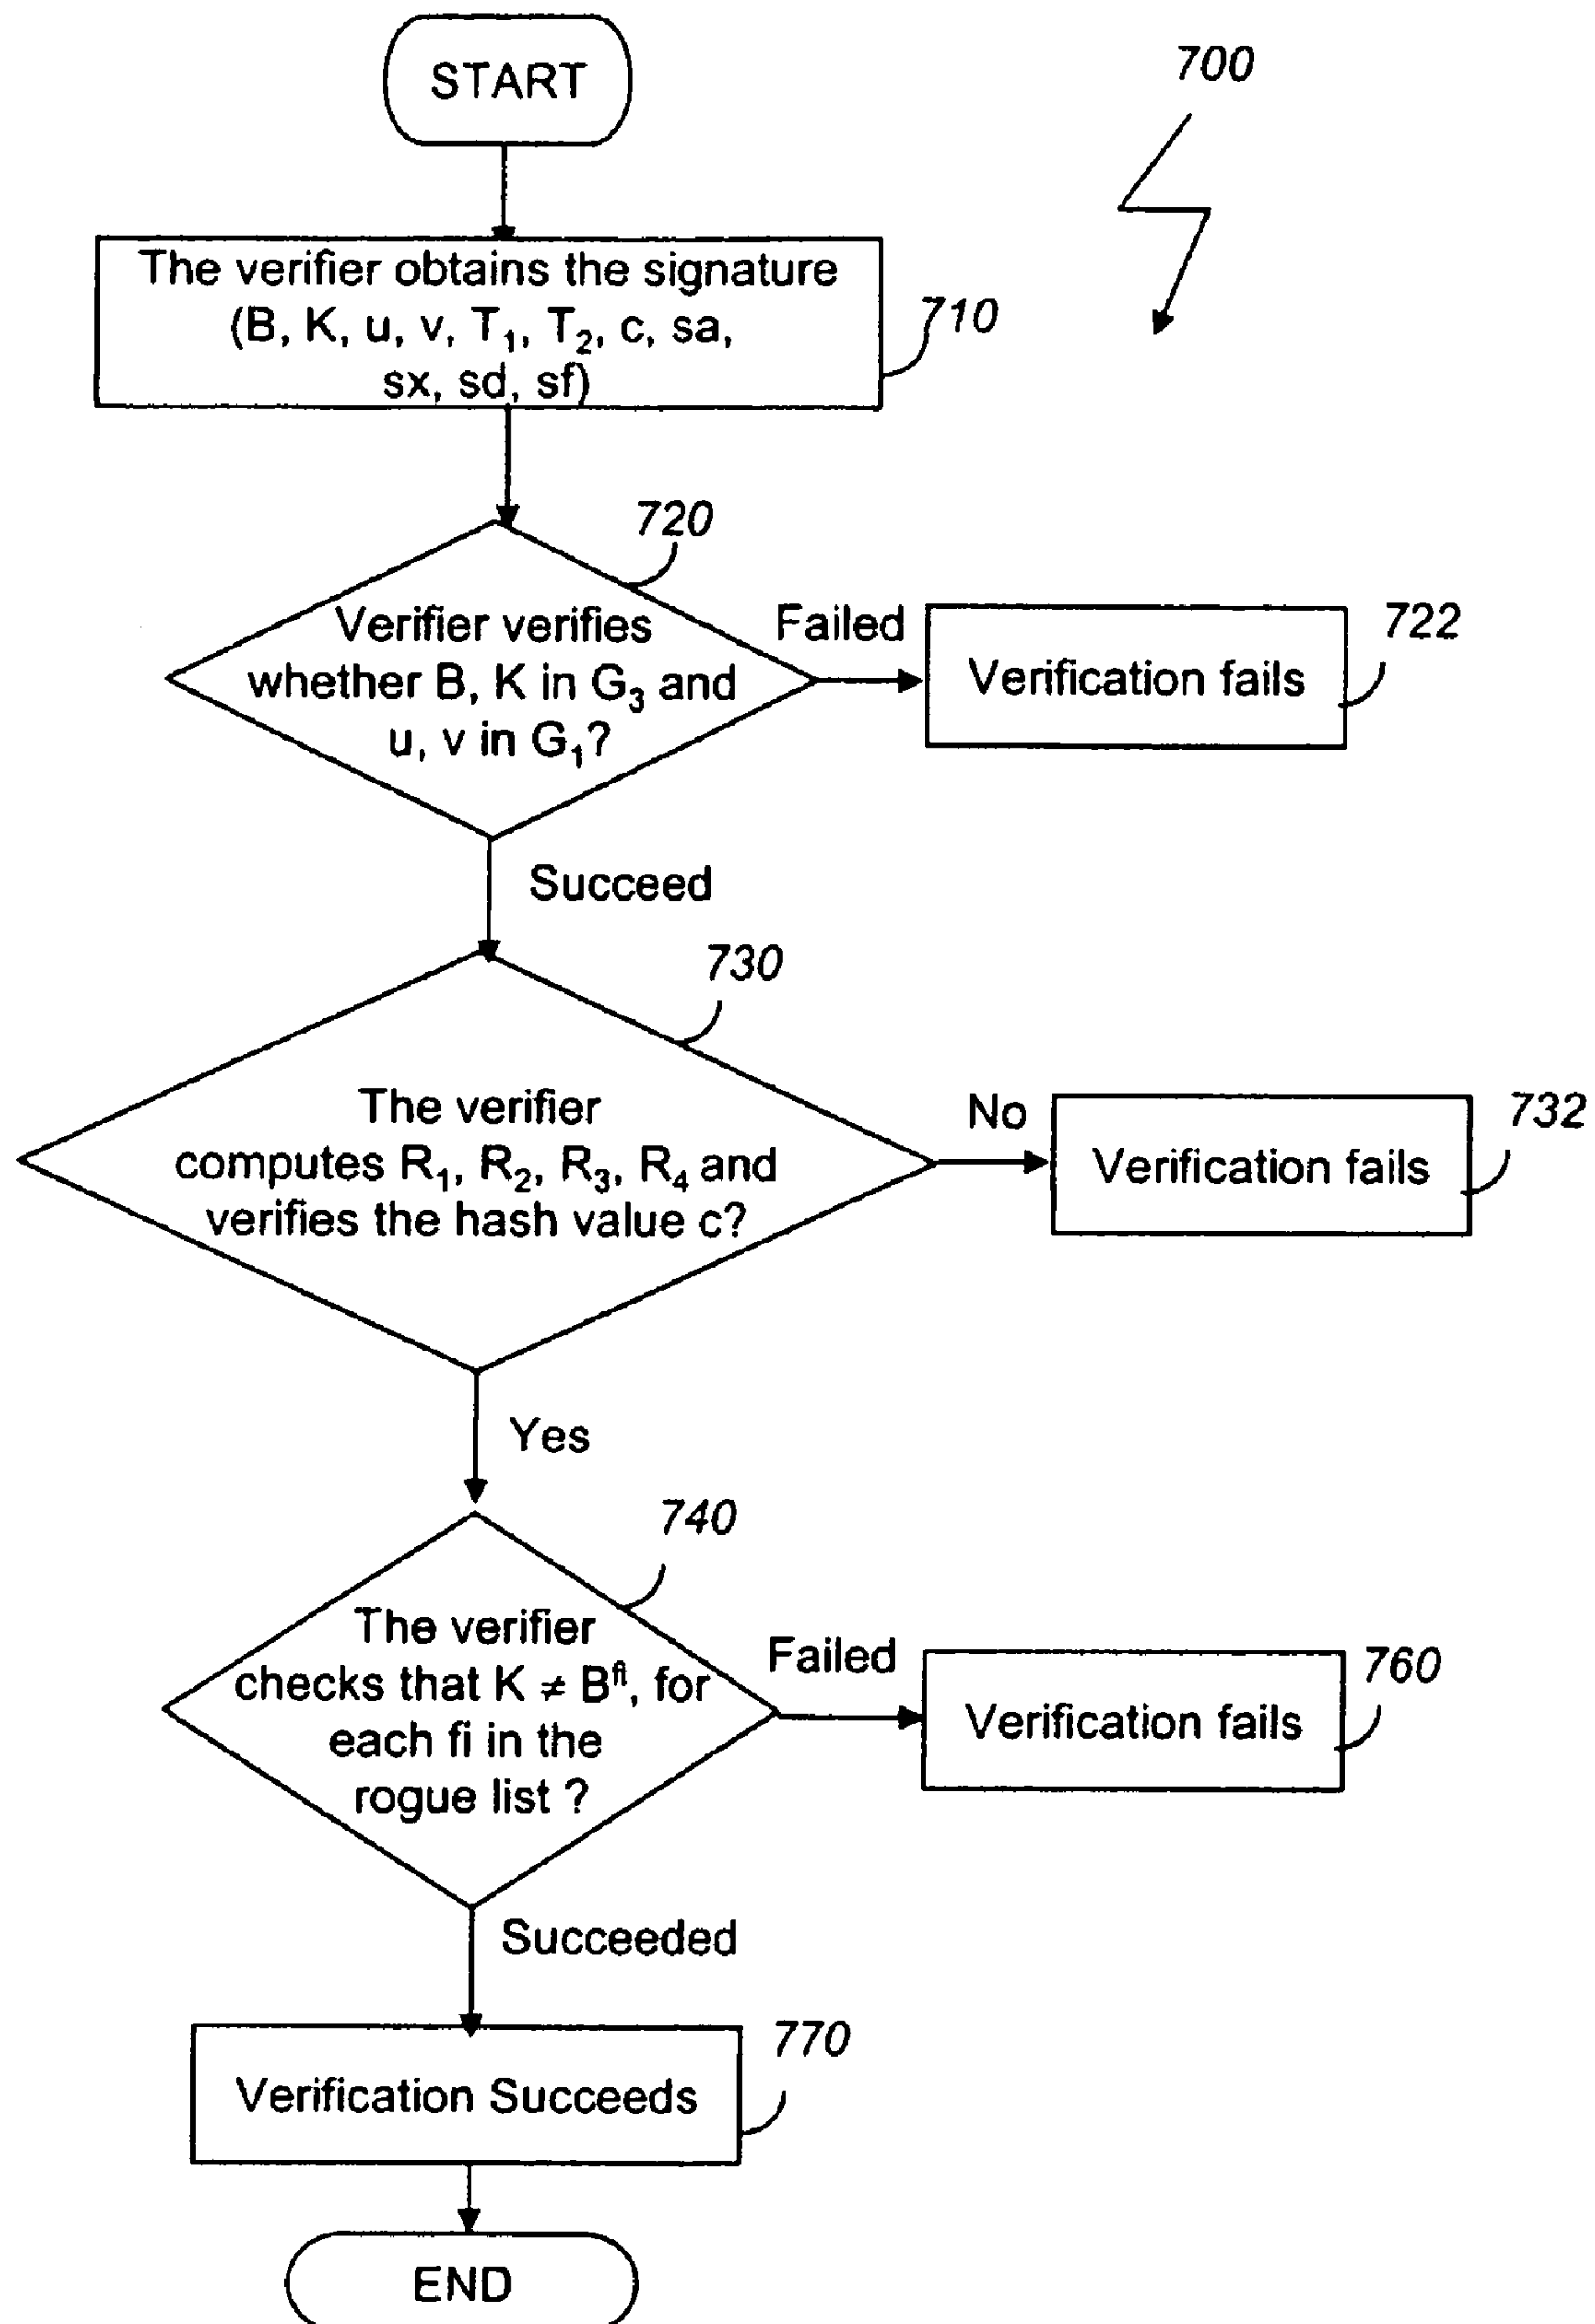 START
700
The verifier obtains the signature
(B, K, u, v, T₁, T₂, c, sa,
sx, sd, sf)
710
720
Verifier verifies
whether B, K in G₃ and
u, v in G₁?
Failed
Verification fails
722
Succeed
730
The verifier
computes R₁, R₂, R₃, R₄ and
verifies the hash value c?
No
Verification fails
732
Yes
740
The verifier
checks that K ≠ Bᶠⁱ, for
each fi in the
rogue list ?
Failed
Verification fails
760
Succeeded
770
Verification Succeeds
END